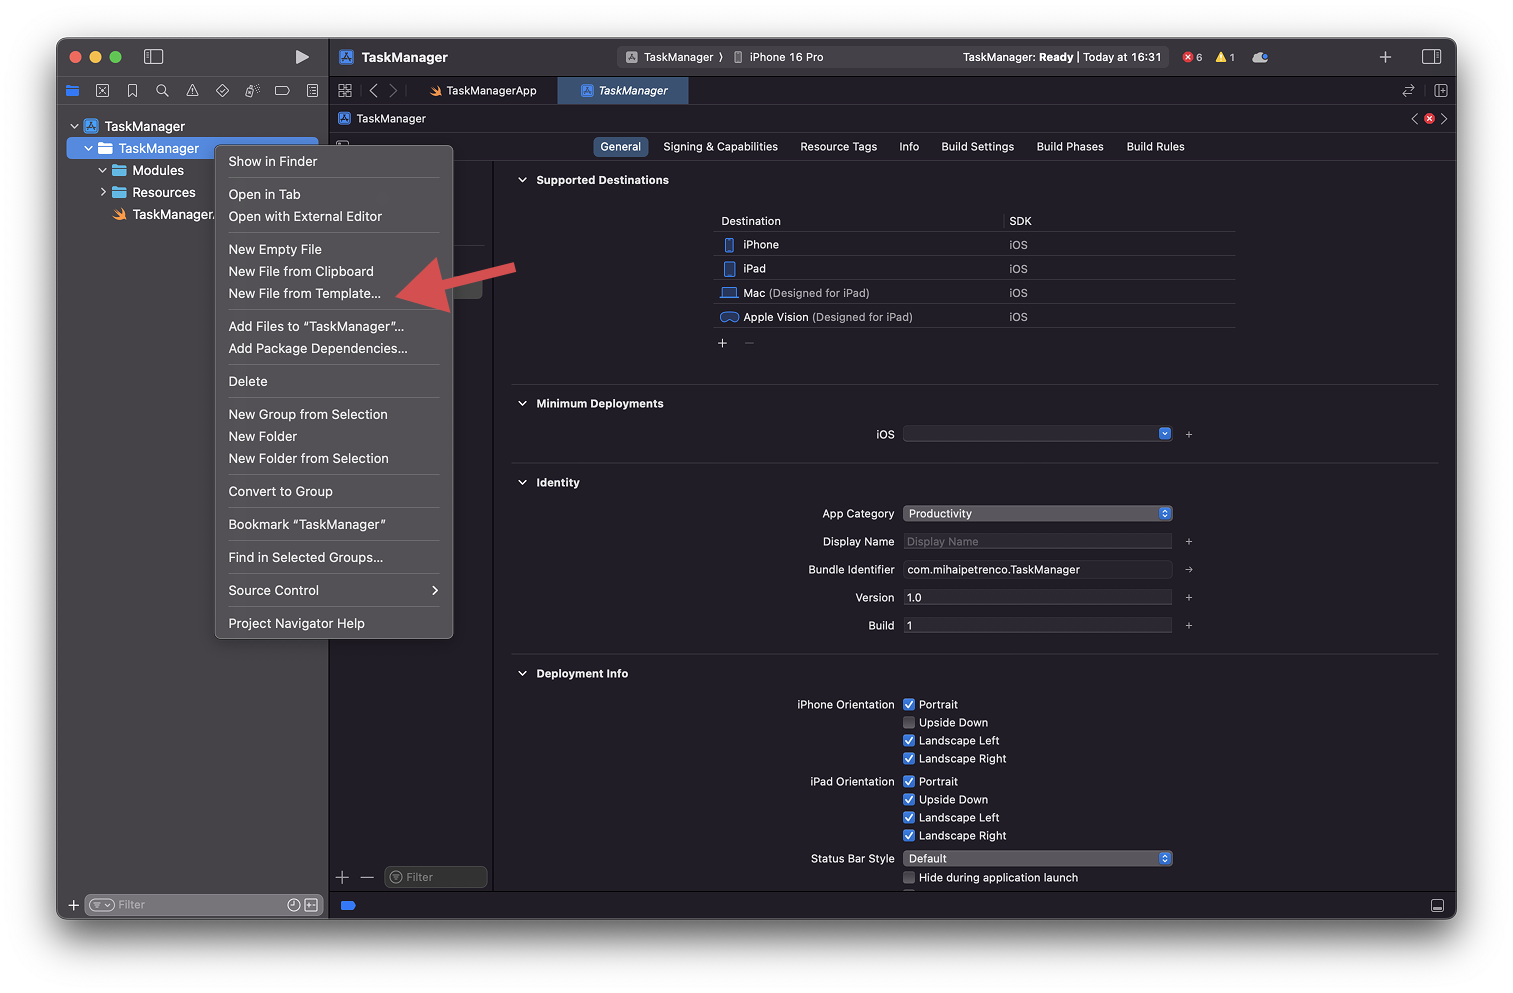 TaskManager
TaskManager 〉 iPhone 16 Pro
TaskManager: Ready | Today at 16:31
6
1
TaskManagerApp
TaskManager
TaskManager
General
Signing & Capabilities
Resource Tags
Info
Build Settings
Build Phases
Build Rules
TaskManager
TaskManager
Modules
Resources
TaskManager
Show in Finder
Open in Tab
Open with External Editor
New Empty File
New File from Clipboard
New File from Template...
Add Files to “TaskManager”...
Add Package Dependencies...
Delete
New Group from Selection
New Folder
New Folder from Selection
Convert to Group
Bookmark “TaskManager”
Find in Selected Groups...
Source Control
Project Navigator Help
Supported Destinations
Destination SDK
iPhone iOS
iPad iOS
Mac (Designed for iPad) iOS
Apple Vision (Designed for iPad) iOS
Minimum Deployments
iOS
Identity
App Category Productivity
Display Name Display Name
Bundle Identifier com.mihaipetrenco.TaskManager
Version 1.0
Build 1
Deployment Info
iPhone Orientation Portrait
Upside Down
Landscape Left
Landscape Right
iPad Orientation Portrait
Upside Down
Landscape Left
Landscape Right
Status Bar Style Default
Hide during application launch
Filter
Filter